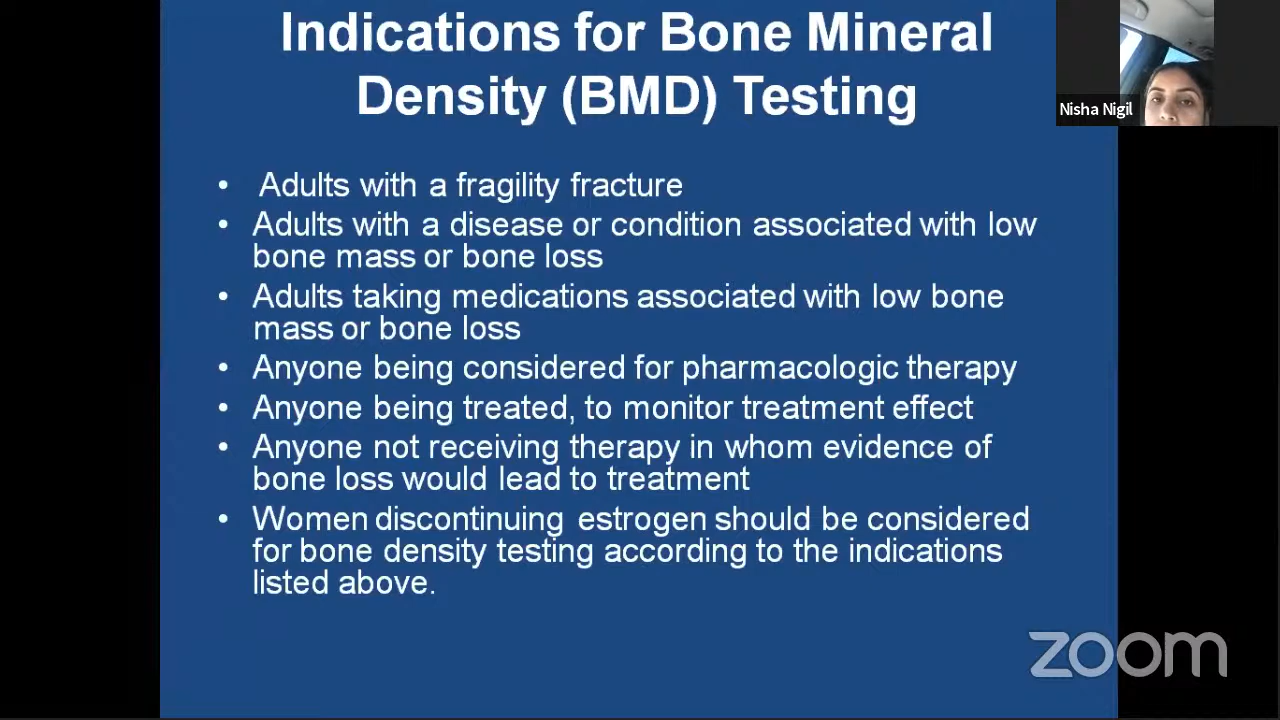 Indications for Bone Mineral
Density (BMD) Testing
Nisha Nigil
• Adults with a fragility fracture
• Adults with a disease or condition associated with low
bone mass or bone loss
• Adults taking medications associated with low bone
mass or bone loss
• Anyone being considered for pharmacologic therapy
• Anyone being treated, to monitor treatment effect
• Anyone not receiving therapy in whom evidence of
bone loss would lead to treatment
• Women discontinuing estrogen should be considered
for bone density testing according to the indications
listed above.
zoom